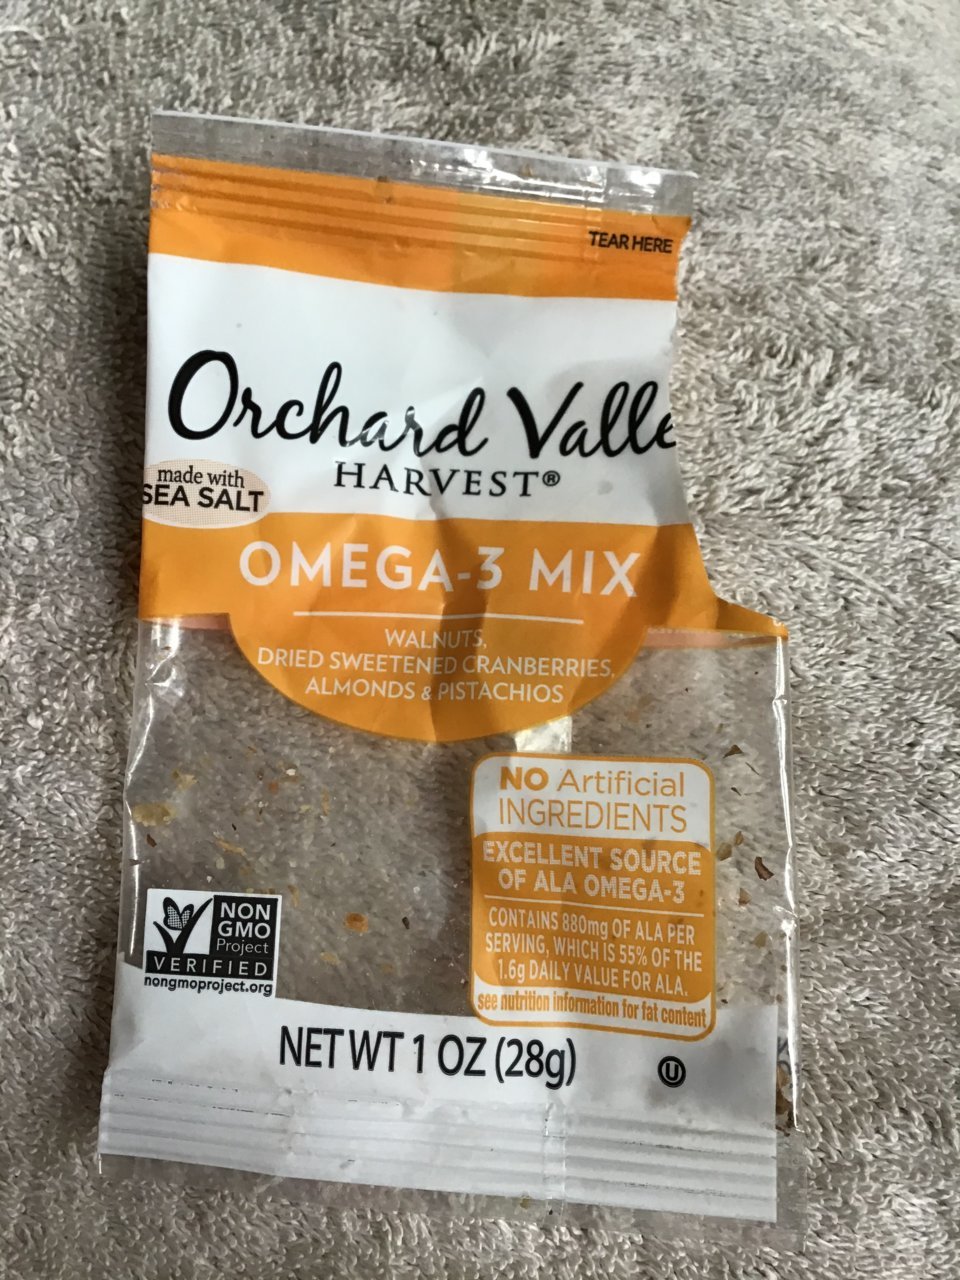 TEAR HERE
Orchard Valle
HARVEST®
made with
SEA SALT
OMEGA-3 MIX
WALNUTS,
DRIED SWEETENED CRANBERRIES,
ALMONDS & PISTACHIOS
NO Artificial
INGREDIENTS
EXCELLENT SOURCE
OF ALA OMEGA-3
CONTAINS 880mg OF ALA PER
SERVING, WHICH IS 55% OF THE
1.6g DAILY VALUE FOR ALA.
see nutrition information for fat content
NON
GMO
Project
VERIFIED
nongmoproject.org
NET WT 1 OZ (28g)
U